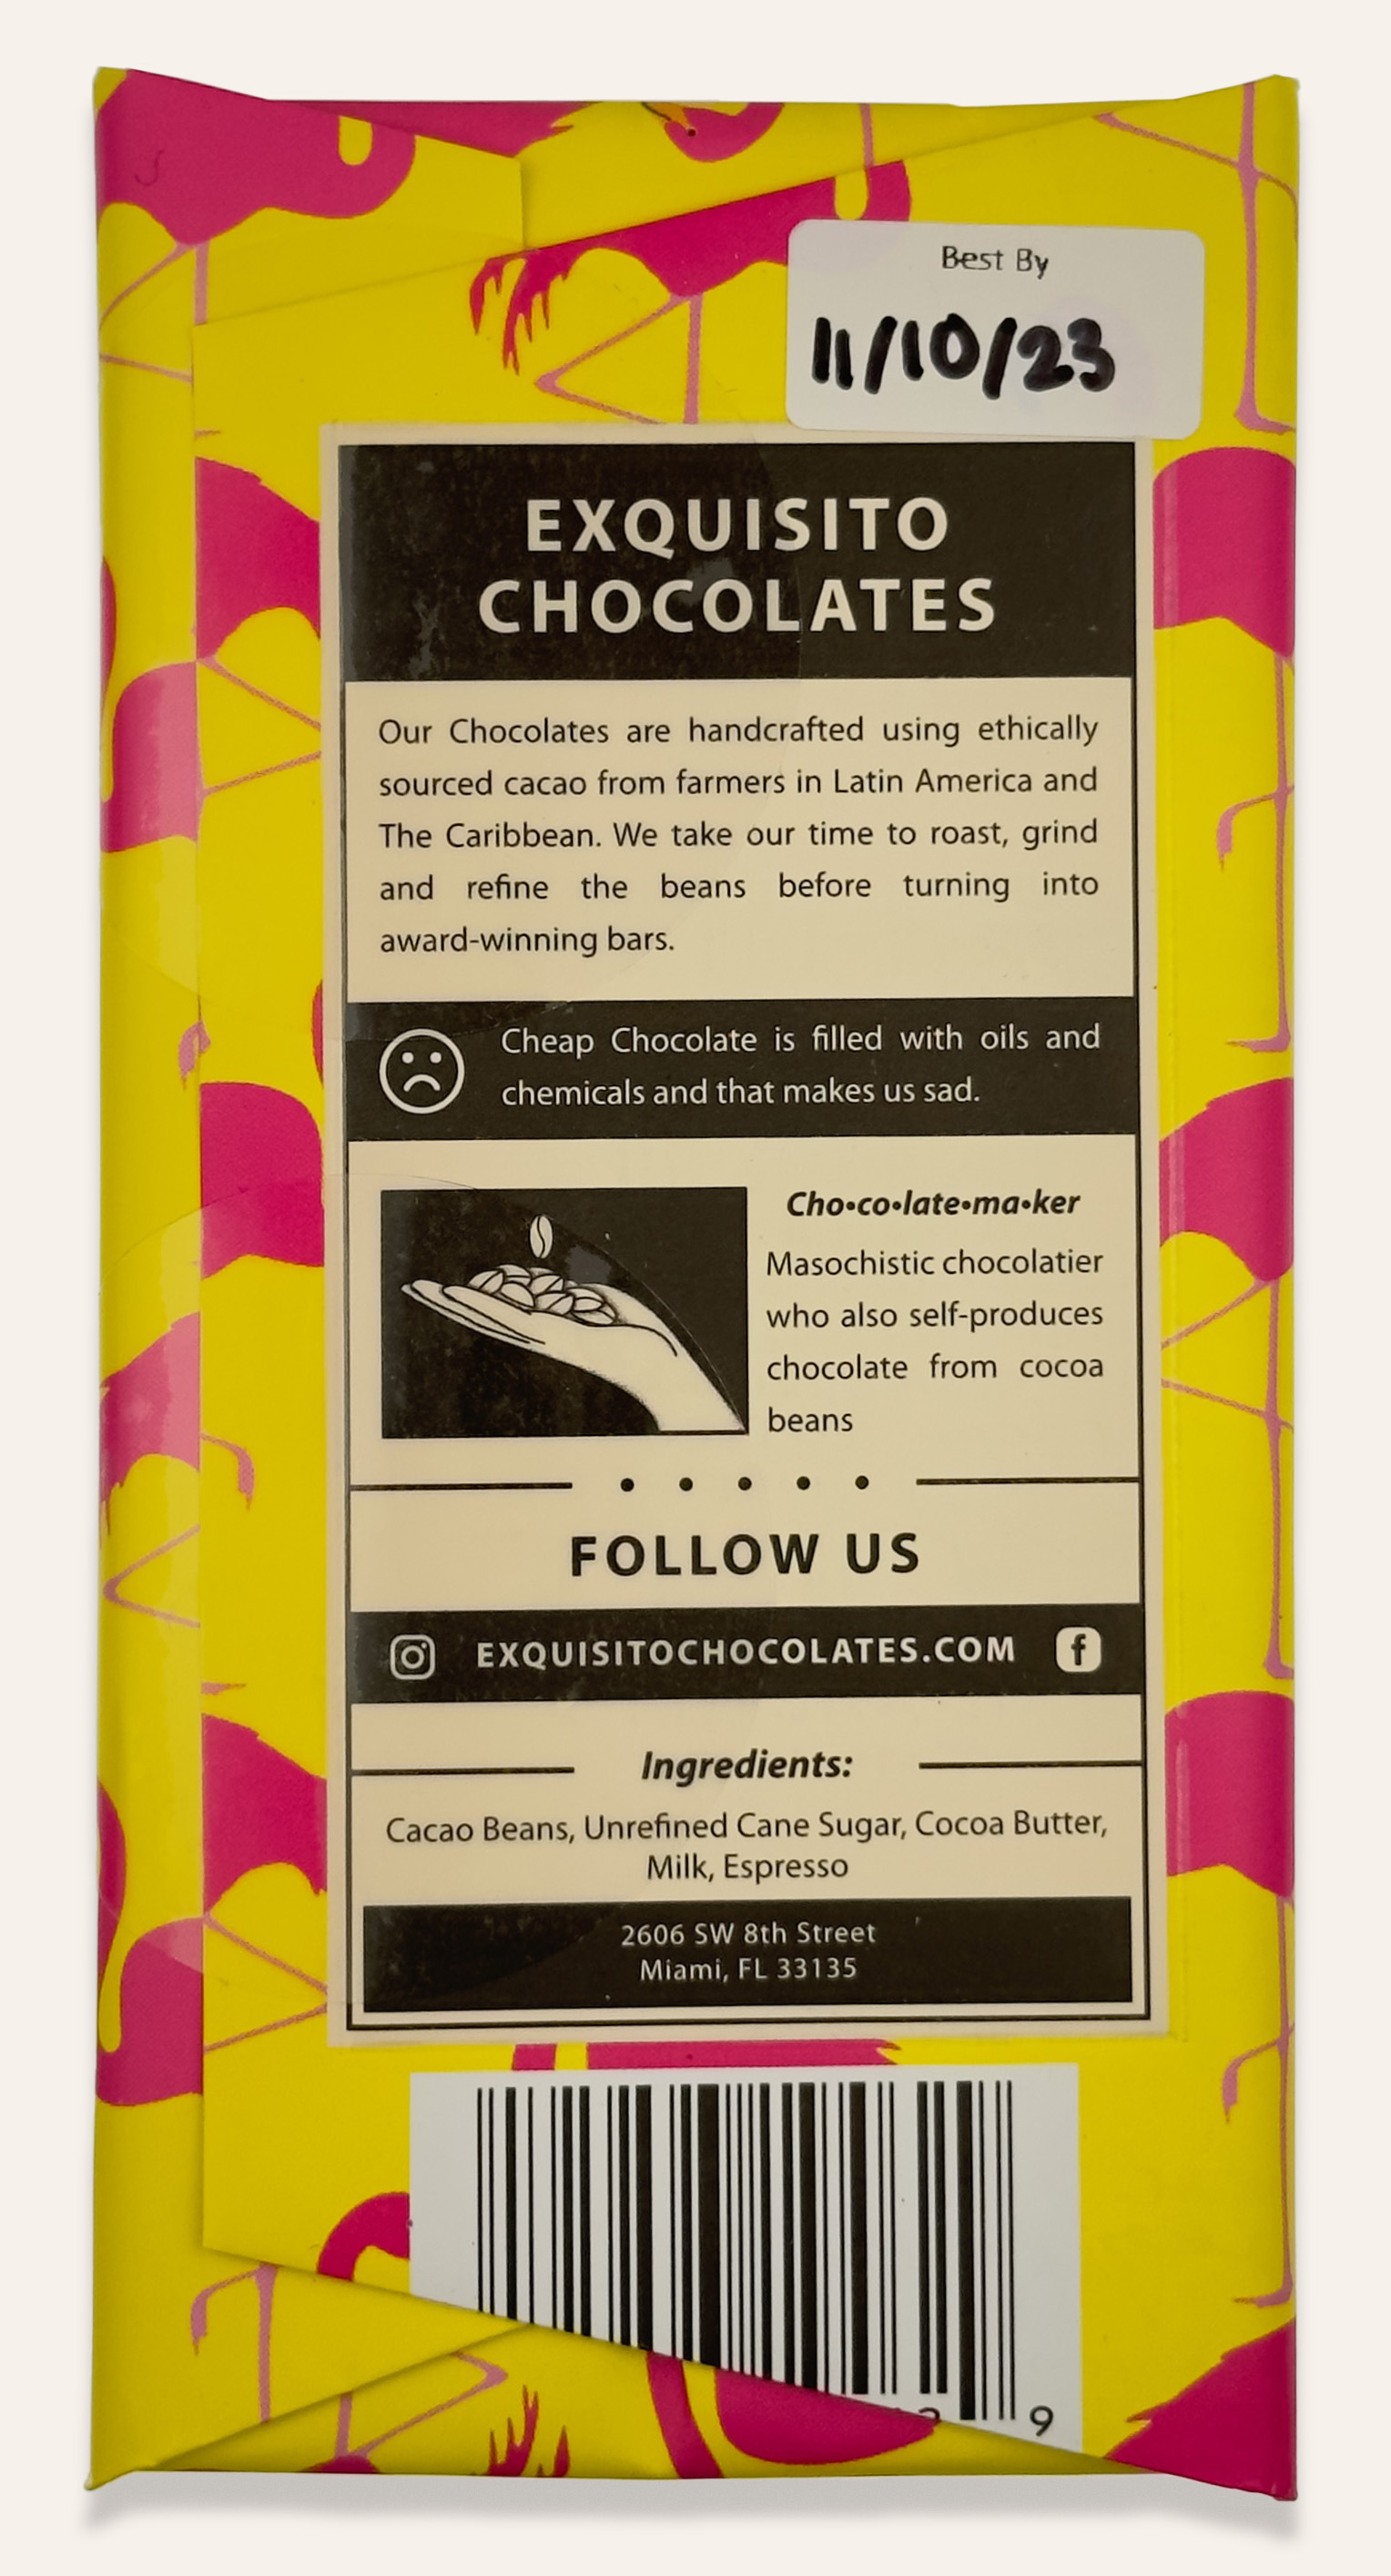 Best By
11/10/23
EXQUISITO
CHOCOLATES
Our Chocolates are handcrafted using ethically
sourced cacao from farmers in Latin America and
The Caribbean. We take our time to roast, grind
and refine the beans before turning into
award-winning bars.
Cheap Chocolate is filled with oils and
chemicals and that makes us sad.
Cho•co•late•ma•ker
Masochistic chocolatier
who also self-produces
chocolate from cocoa
beans
FOLLOW US
EXQUISITOCHOCOLATES.COM
Ingredients:
Cacao Beans, Unrefined Cane Sugar, Cocoa Butter,
Milk, Espresso
2606 SW 8th Street
Miami, FL 33135
9